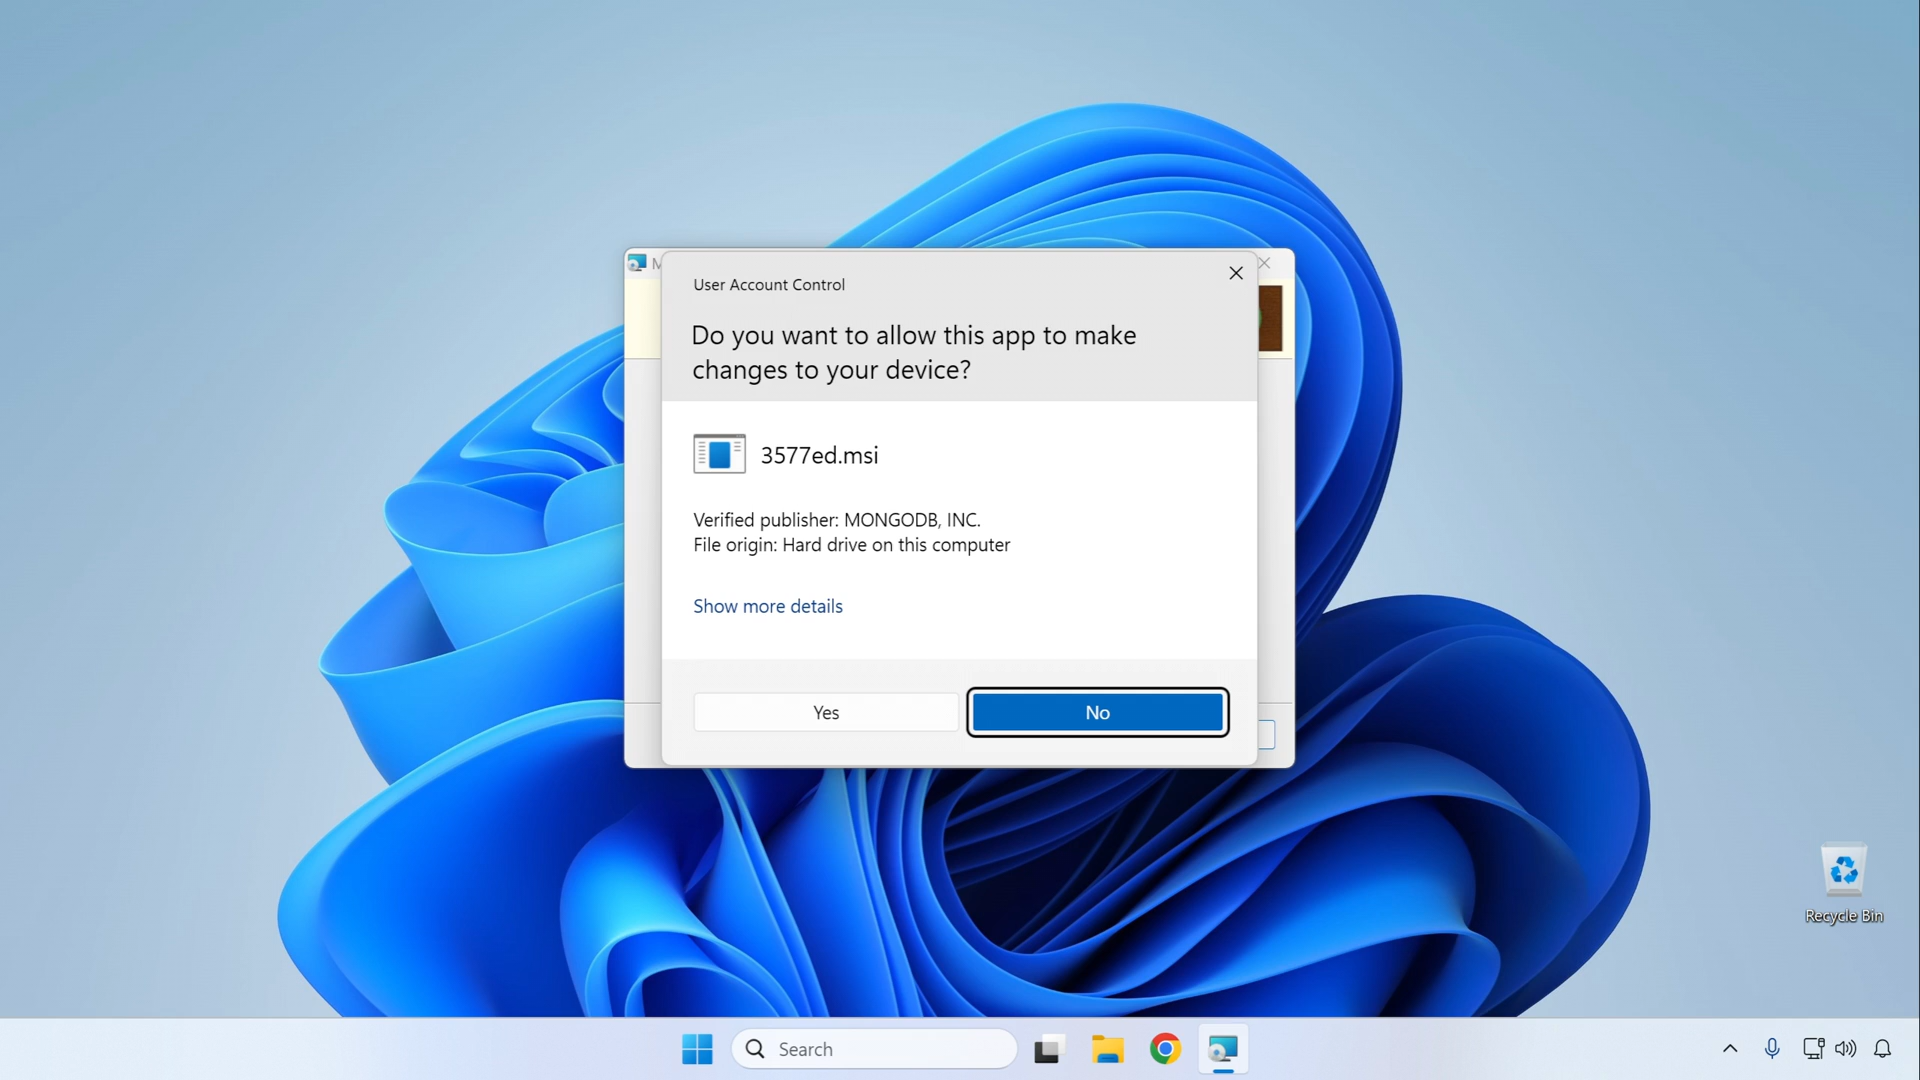 M
User Account Control
Do you want to allow this app to make
changes to your device?
3577ed.msi
Verified publisher: MONGODB, INC.
File origin: Hard drive on this computer
Show more details
Yes
No
Recycle Bin
Search